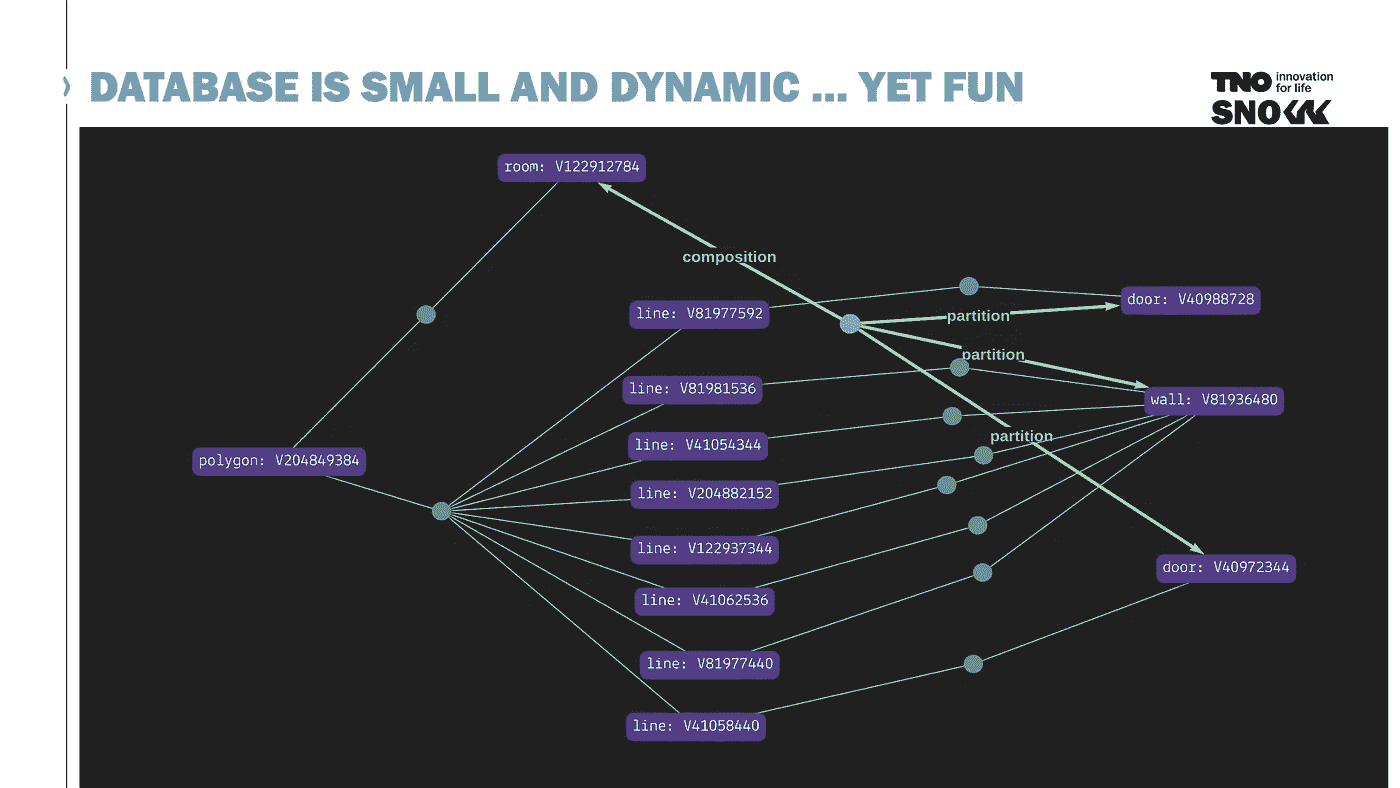 DATABASE IS SMALL AND DYNAMIC ... YET FUN
TNO innovation
for life
SNOW
room: V122912784
composition
line: V81977592
door: V40988728
partition
partition
line: V81981536
wall: V81936480
line: V41054344
partition
polygon: V204849384
line: V204882152
line: V122937344
door: V40972344
line: V41062536
line: V81977440
line: V41058440